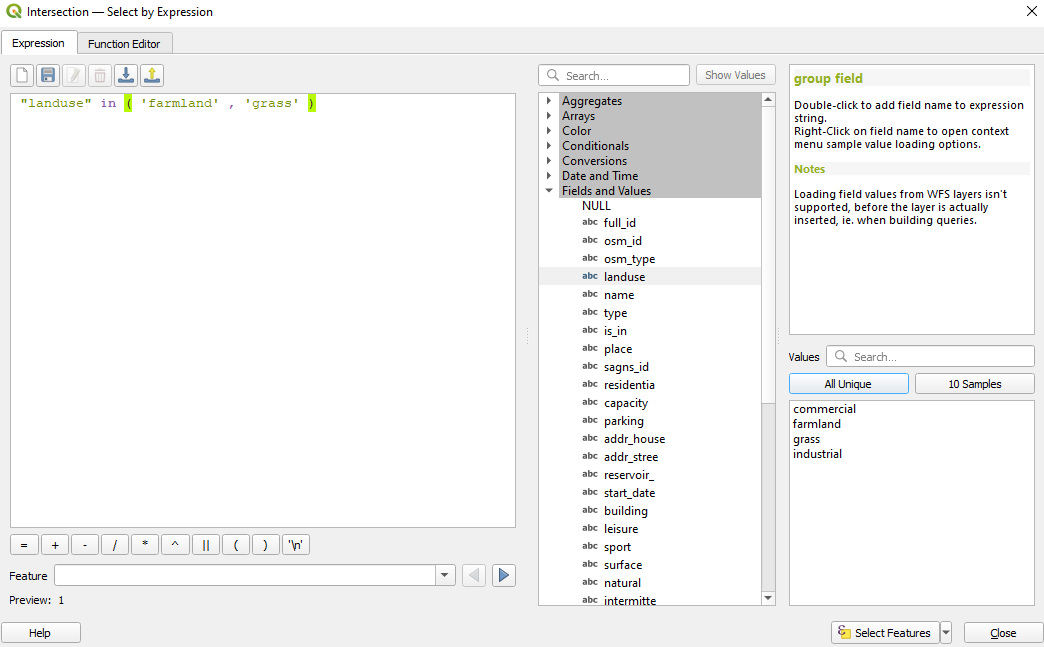 Intersection — Select by Expression
Expression
Function Editor
"landuse" in ( 'farmland' , 'grass' )
=
+
-
/
*
^
||
(
)
'\n'
Feature
Preview: 1
Help
Search...
Show Values
Aggregates
Arrays
Color
Conditionals
Conversions
Date and Time
Fields and Values
NULL
abc full_id
abc osm_id
abc osm_type
abc landuse
abc name
abc type
abc is_in
abc place
abc sagns_id
abc residentia
abc capacity
abc parking
abc addr_house
abc addr_stree
abc reservoir_
abc start_date
abc building
abc leisure
abc sport
abc surface
abc natural
abc intermitte
group field
Double-click to add field name to expression
string.
Right-Click on field name to open context
menu sample value loading options.
Notes
Loading field values from WFS layers isn't
supported, before the layer is actually
inserted, ie. when building queries.
Values
Search...
All Unique
10 Samples
commercial
farmland
grass
industrial
Select Features
Close